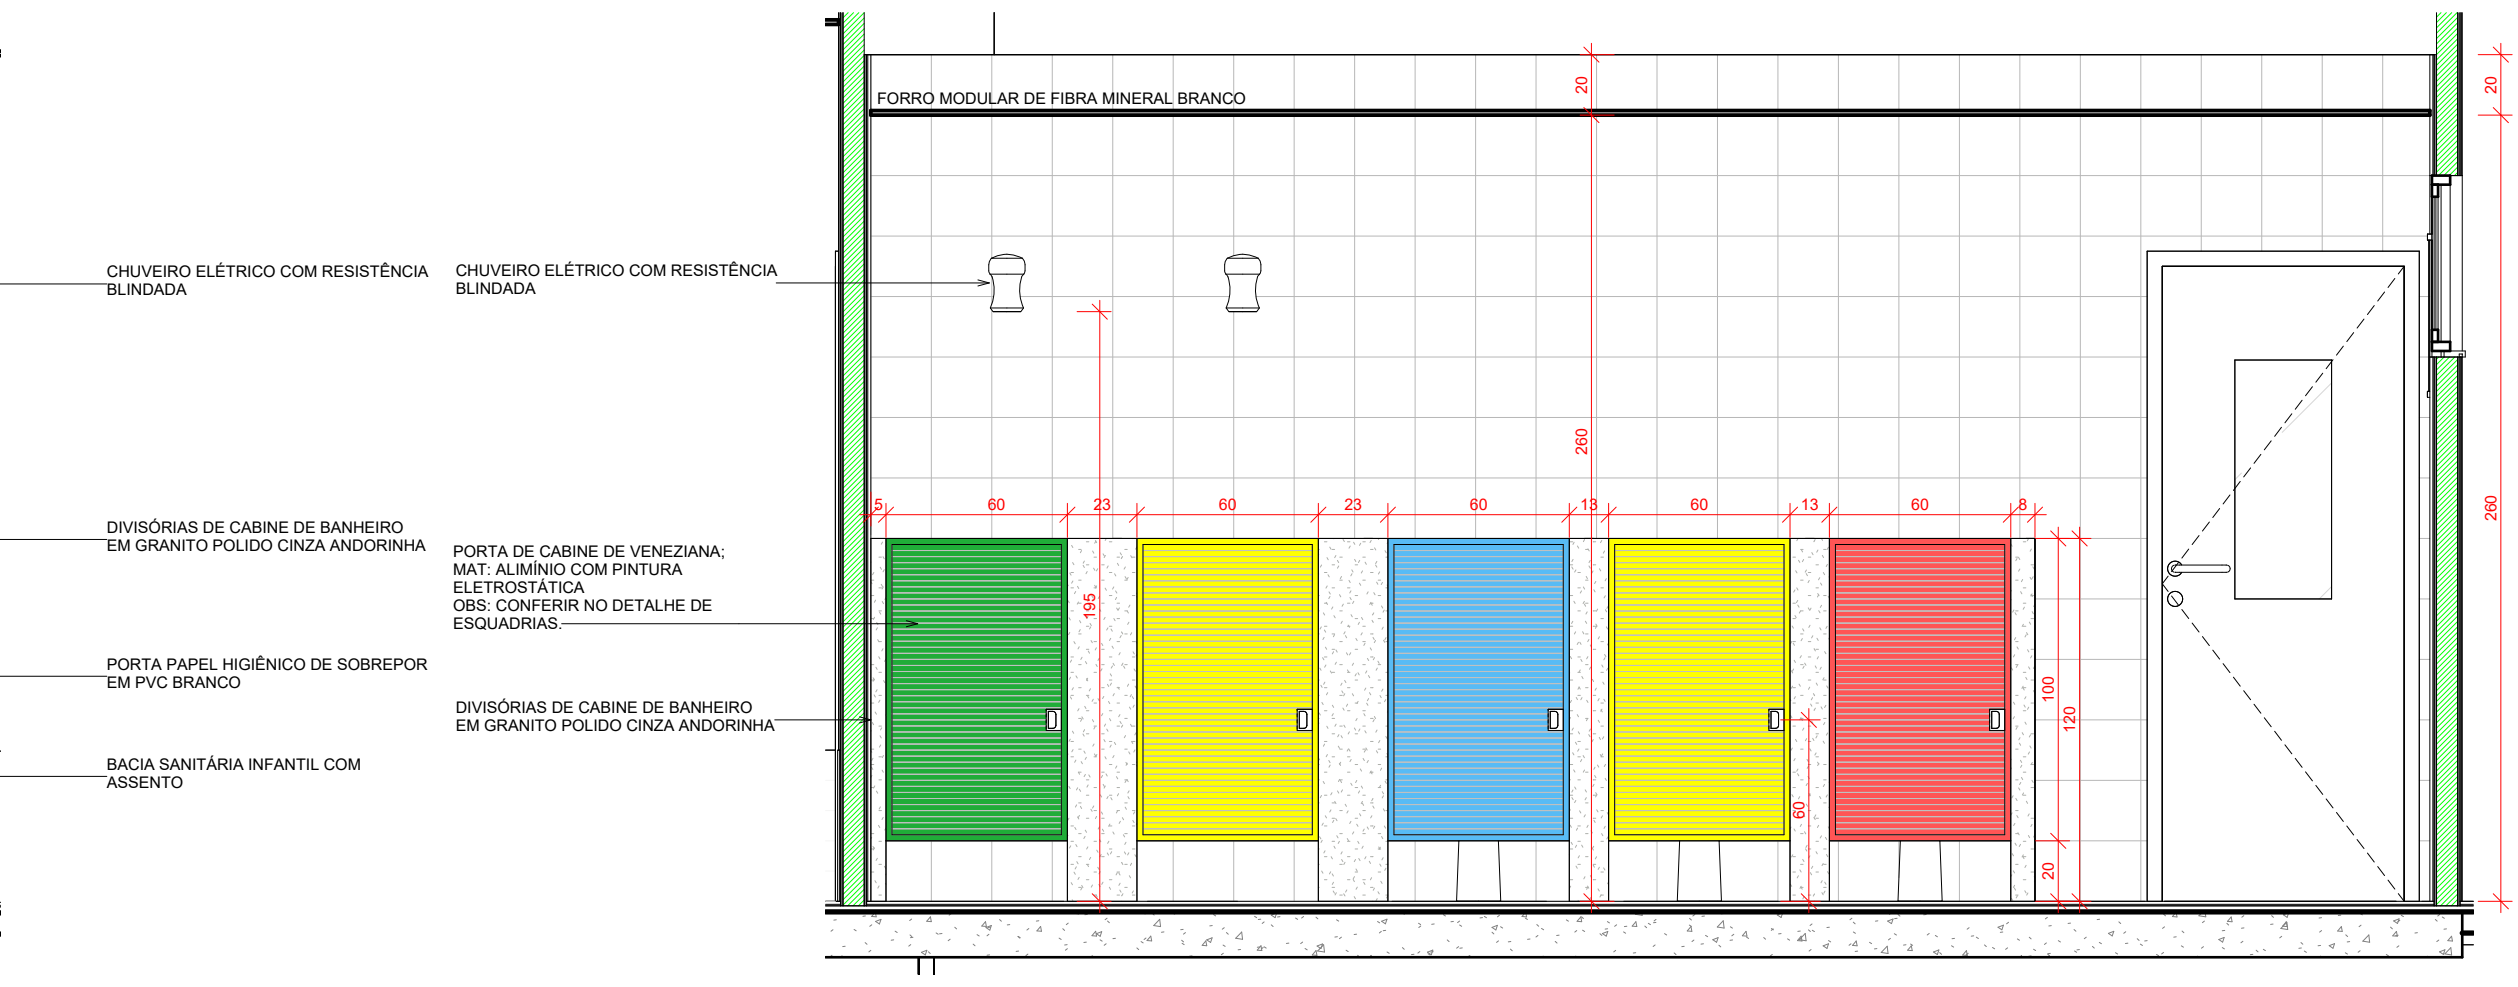 FORRO MODULAR DE FIBRA MINERAL BRANCO
20
20
CHUVEIRO ELÉTRICO COM RESISTÊNCIA
BLINDADA
CHUVEIRO ELÉTRICO COM RESISTÊNCIA
BLINDADA
260
260
5
60
23
60
23
60
13
60
13
60
8
DIVISÓRIAS DE CABINE DE BANHEIRO
EM GRANITO POLIDO CINZA ANDORINHA
PORTA DE CABINE DE VENEZIANA;
MAT: ALIMÍNIO COM PINTURA
ELETROSTÁTICA
OBS: CONFERIR NO DETALHE DE
ESQUADRIAS.
195
PORTA PAPEL HIGIÊNICO DE SOBREPOR
EM PVC BRANCO
DIVISÓRIAS DE CABINE DE BANHEIRO
EM GRANITO POLIDO CINZA ANDORINHA
100
120
BACIA SANITÁRIA INFANTIL COM
ASSENTO
60
20